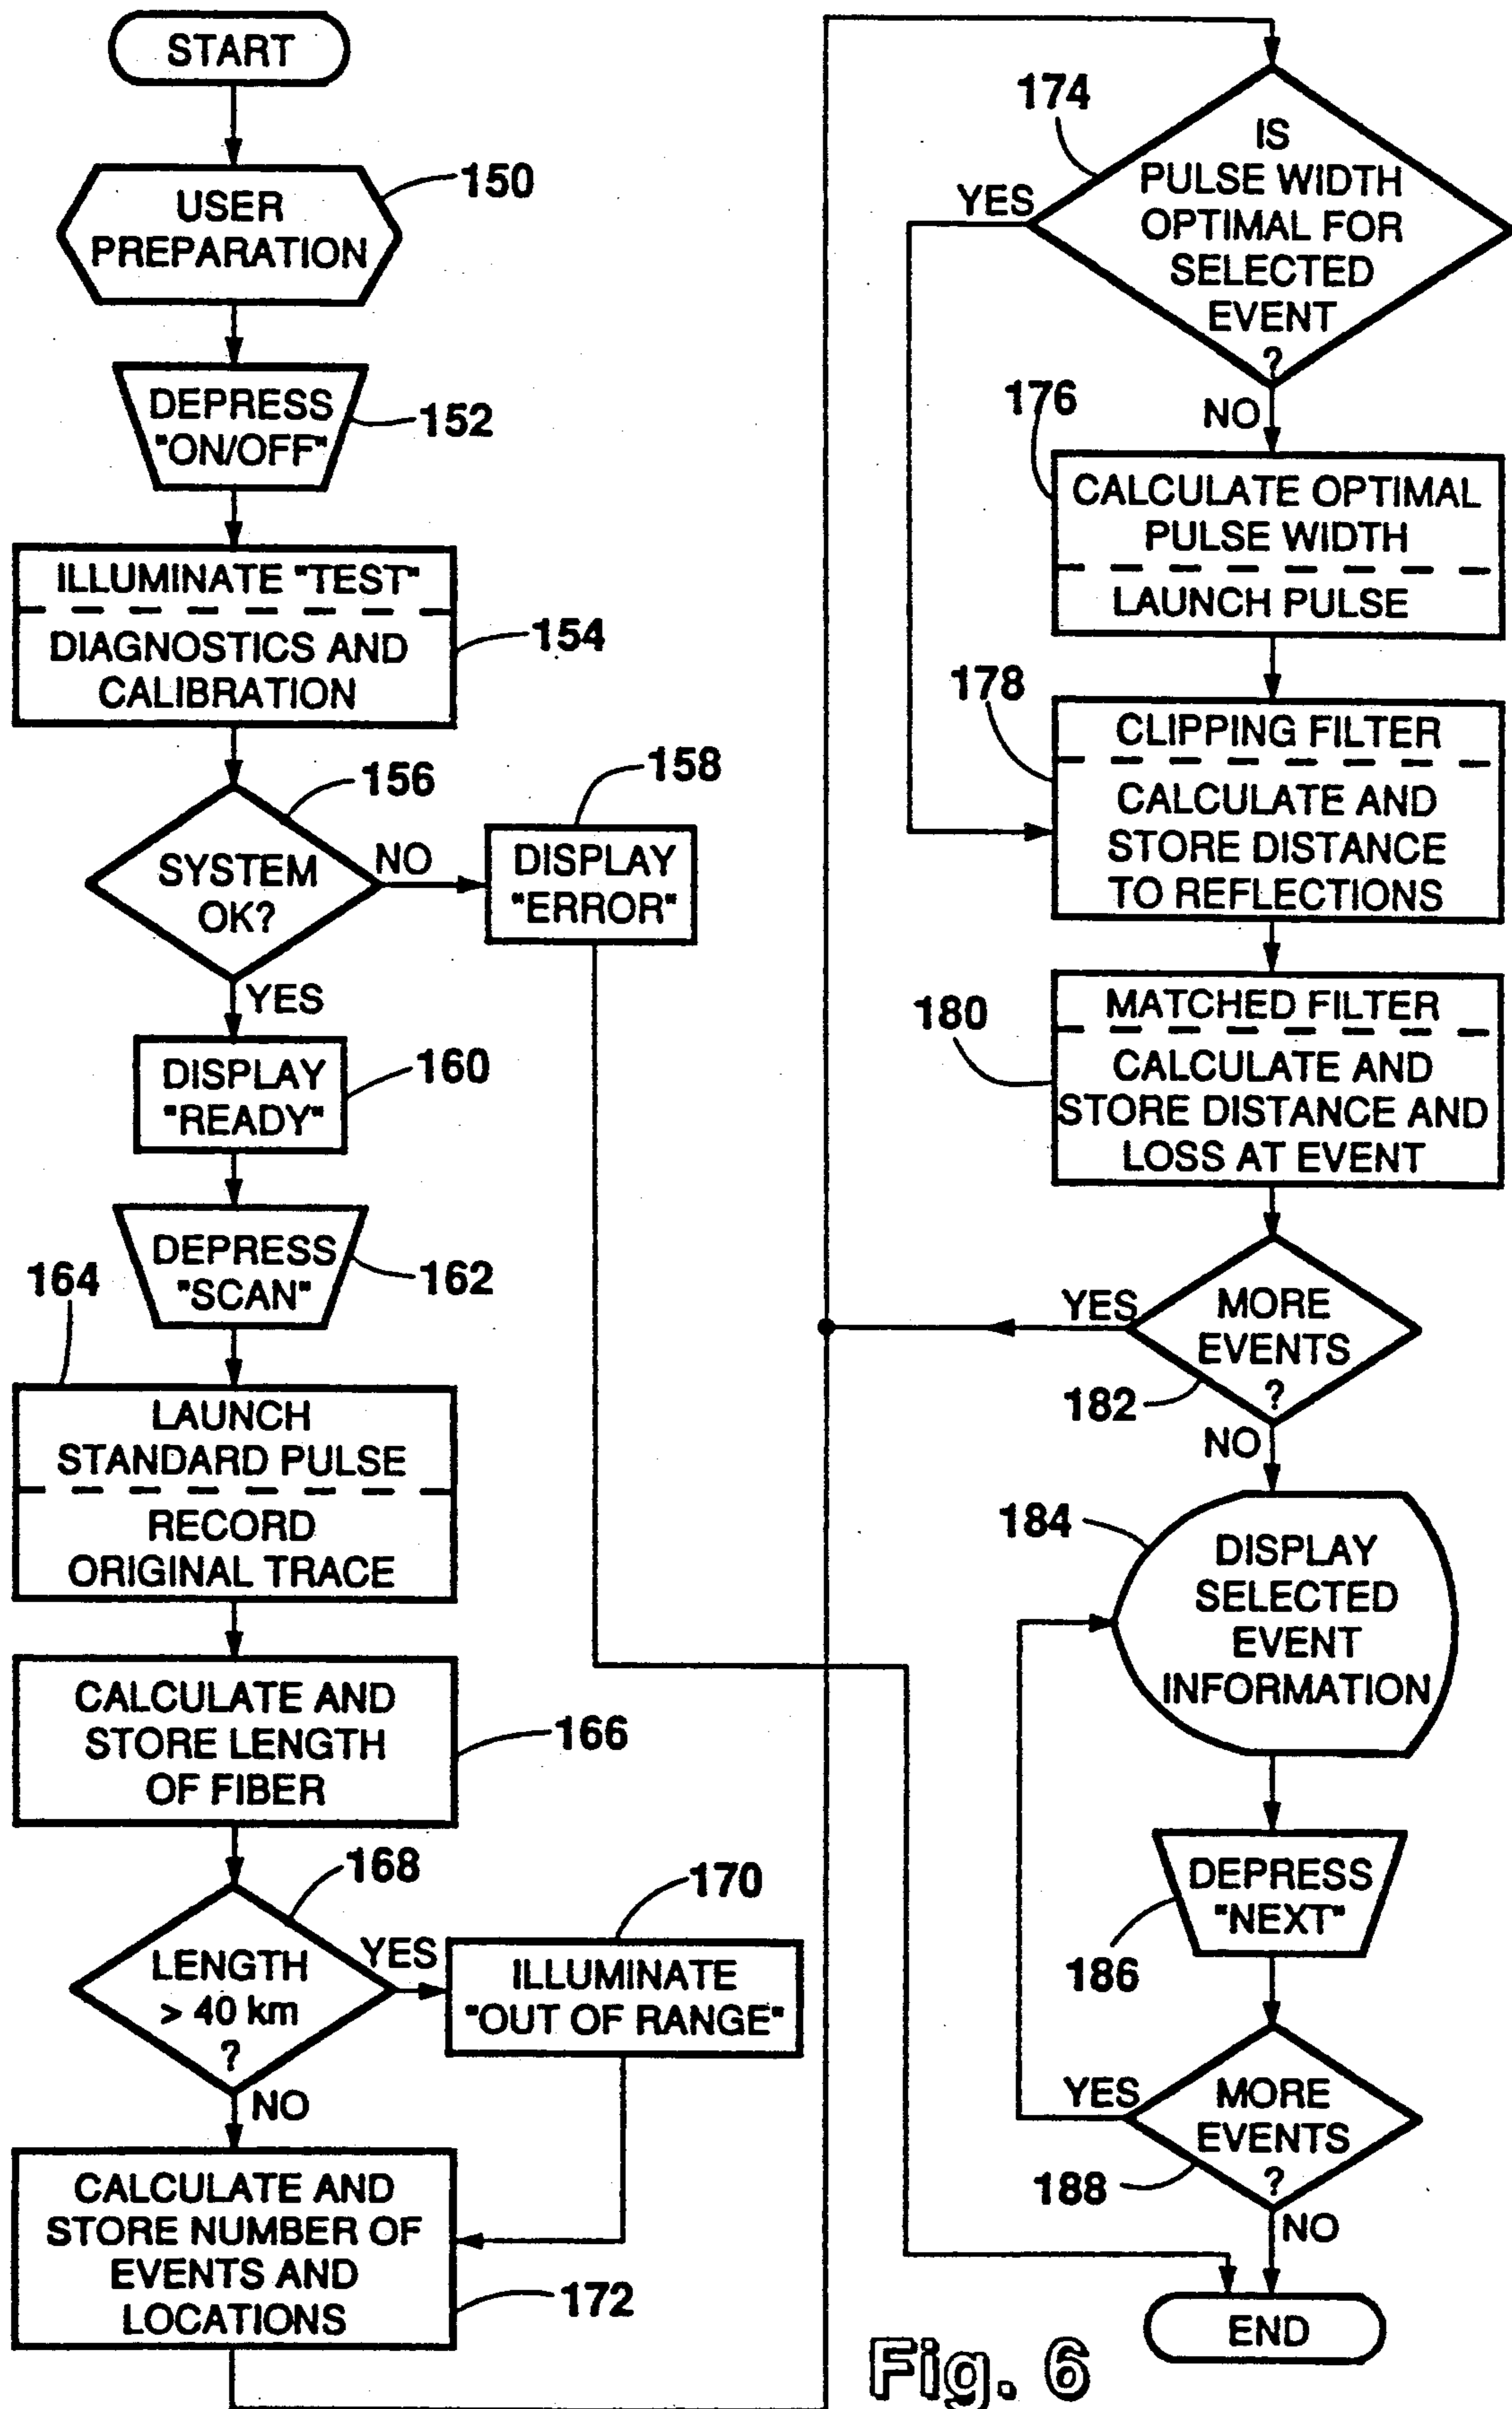 START
150
USER
PREPARATION
DEPRESS
"ON/OFF"
152
ILLUMINATE "TEST"
DIAGNOSTICS AND
CALIBRATION
154
156
SYSTEM
OK?
NO
YES
158
DISPLAY
"ERROR"
DISPLAY
"READY"
160
DEPRESS
"SCAN"
162
164
LAUNCH
STANDARD PULSE
RECORD
ORIGINAL TRACE
CALCULATE AND
STORE LENGTH
OF FIBER
166
168
LENGTH
> 40 km
?
YES
NO
170
ILLUMINATE
"OUT OF RANGE"
CALCULATE AND
STORE NUMBER OF
EVENTS AND
LOCATIONS
172
174
IS
PULSE WIDTH
OPTIMAL FOR
SELECTED
EVENT
?
YES
NO
176
CALCULATE OPTIMAL
PULSE WIDTH
LAUNCH PULSE
178
CLIPPING FILTER
CALCULATE AND
STORE DISTANCE
TO REFLECTIONS
180
MATCHED FILTER
CALCULATE AND
STORE DISTANCE AND
LOSS AT EVENT
YES
MORE
EVENTS
?
182
NO
184
DISPLAY
SELECTED
EVENT
INFORMATION
DEPRESS
"NEXT"
186
YES
MORE
EVENTS
?
188
NO
END
Fig. 6